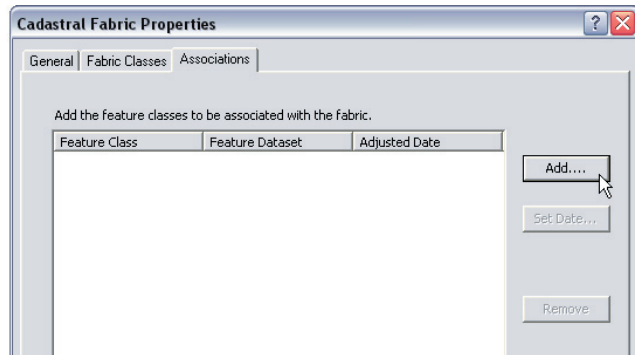 Cadastral Fabric Properties
General Fabric Classes Associations
Add the feature classes to be associated with the fabric.
Feature Class Feature Dataset Adjusted Date
Add....
Set Date...
Remove